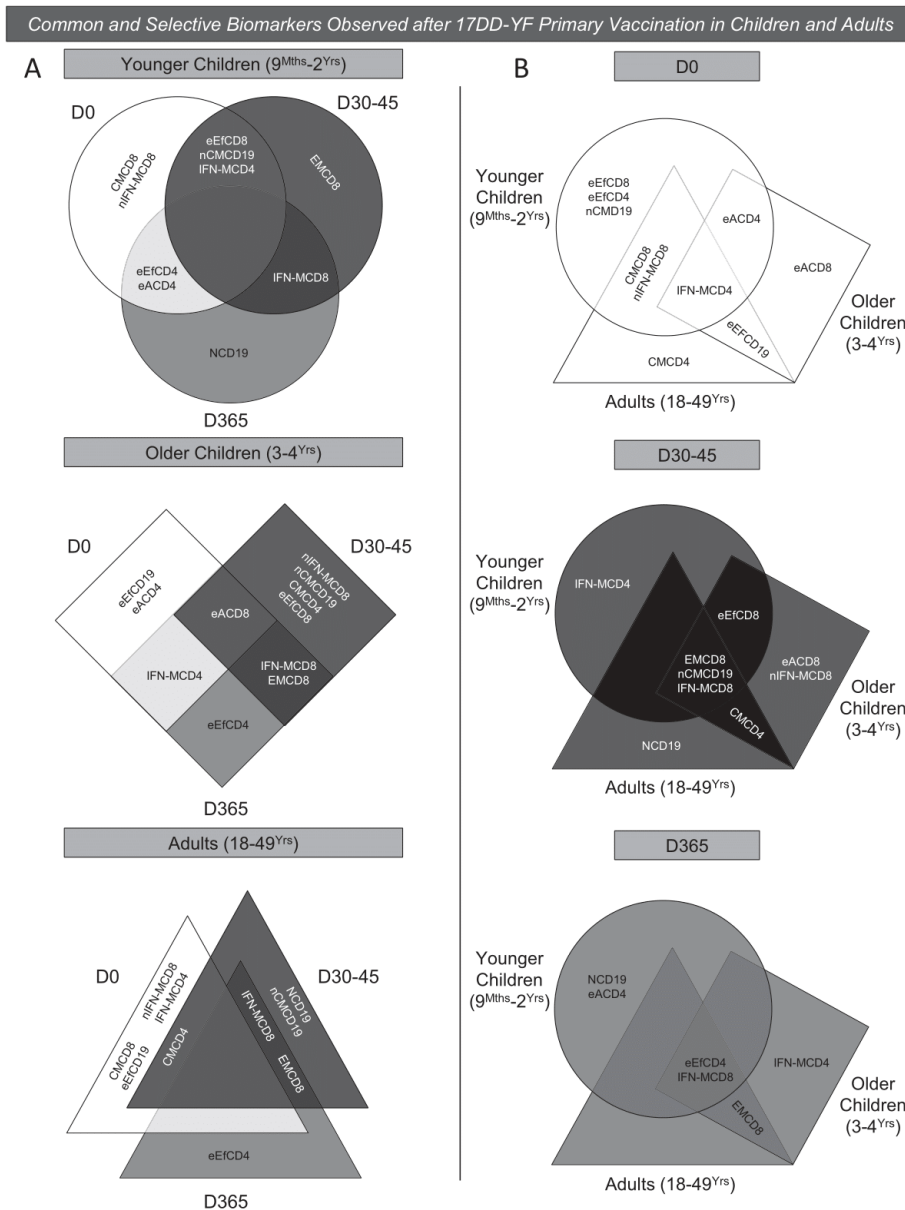 Common and Selective Biomarkers Observed after 17DD-YF Primary Vaccination in Children and Adults
A
Younger Children (9Mths-2Yrs)
D0
D30-45
CMCD8
nIFN-MCD8
eEfCD8
nCMCD19
IFN-MCD4
EMCD8
eEfCD4
eACD4
IFN-MCD8
NCD19
D365
Older Children (3-4Yrs)
D0
D30-45
eEfCD19
eACD4
nIFN-MCD8
nCMCD19
CMCD4
eEfCD8
eACD8
IFN-MCD4
IFN-MCD8
EMCD8
eEfCD4
D365
Adults (18-49Yrs)
D0
D30-45
nIFN-MCD8
IFN-MCD4
CMCD8
eEfCD19
CMCD4
IFN-MCD8
EMCD8
NCD19
nCMCD19
eEfCD4
D365
B
D0
Younger
Children
(9Mths-2Yrs)
eEfCD8
eEfCD4
nCMD19
CMCD8
nIFN-MCD8
eACD4
eACD8
IFN-MCD4
eEFCD19
CMCD4
Older
Children
(3-4Yrs)
Adults (18-49Yrs)
D30-45
Younger
Children
(9Mths-2Yrs)
IFN-MCD4
eEfCD8
EMCD8
nCMCD19
IFN-MCD8
eACD8
nIFN-MCD8
CMCD4
NCD19
Older
Children
(3-4Yrs)
Adults (18-49Yrs)
D365
Younger
Children
(9Mths-2Yrs)
NCD19
eACD4
eEfCD4
IFN-MCD8
IFN-MCD4
EMCD8
Older
Children
(3-4Yrs)
Adults (18-49Yrs)